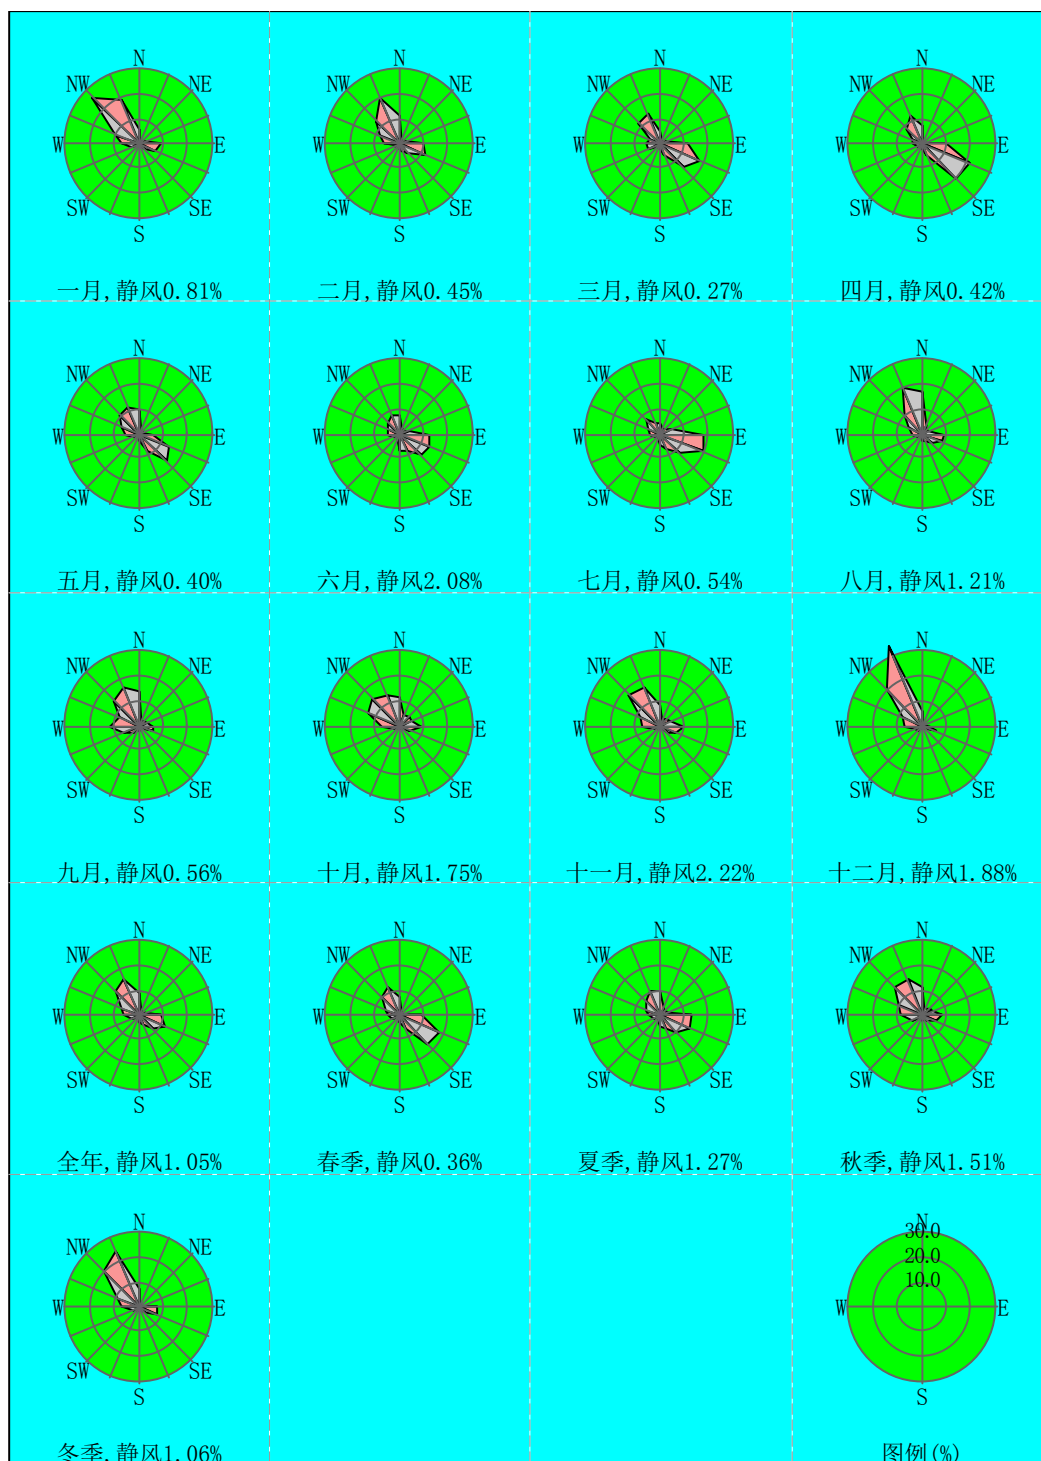 N
NW NE
W E
SW SE
S
一月,静风0.81%
N
NW NE
W E
SW SE
S
二月,静风0.45%
N
NW NE
W E
SW SE
S
三月,静风0.27%
N
NW NE
W E
SW SE
S
四月,静风0.42%
N
NW NE
W E
SW SE
S
五月,静风0.40%
N
NW NE
W E
SW SE
S
六月,静风2.08%
N
NW NE
W E
SW SE
S
七月,静风0.54%
N
NW NE
W E
SW SE
S
八月,静风1.21%
N
NW NE
W E
SW SE
S
九月,静风0.56%
N
NW NE
W E
SW SE
S
十月,静风1.75%
N
NW NE
W E
SW SE
S
十一月,静风2.22%
N
NW NE
W E
SW SE
S
十二月,静风1.88%
N
NW NE
W E
SW SE
S
全年,静风1.05%
N
NW NE
W E
SW SE
S
春季,静风0.36%
N
NW NE
W E
SW SE
S
夏季,静风1.27%
N
NW NE
W E
SW SE
S
秋季,静风1.51%
N
NW NE
W E
SW SE
S
冬季,静风1.06%
N
30.0
20.0
10.0
W E
S
图例(%)